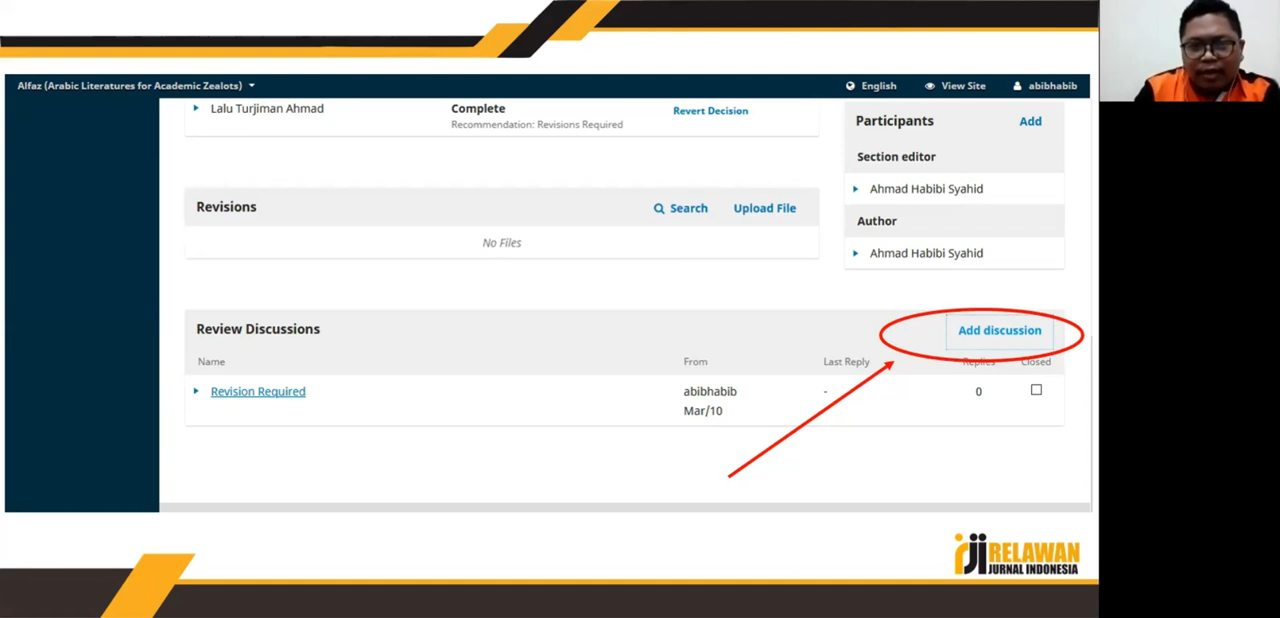 Alfaz (Arabic Literatures for Academic Zealots)
English
View Site
abibhabib
Lalu Turjiman Ahmad
Complete
Revert Decision
Recommendation: Revisions Required
Participants
Add
Section editor
Ahmad Habibi Syahid
Author
Ahmad Habibi Syahid
Revisions
Search
Upload File
No Files
Review Discussions
Add discussion
Name
From
Last Reply
Replies
Closed
Revision Required
abibhabib
-
0
Mar/10
rji RELAWAN
JURNAL INDONESIA